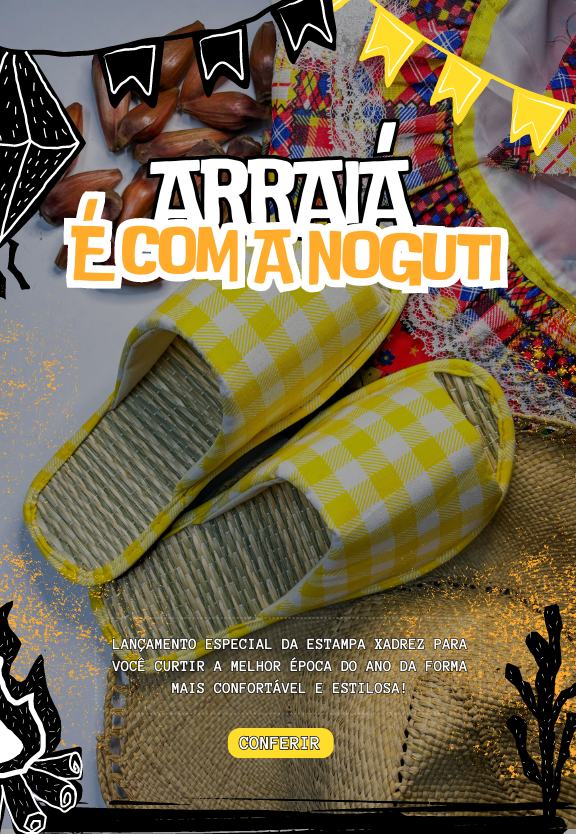 ARRAIÁ
É COM A NOGUTI
LANÇAMENTO ESPECIAL DA ESTAMPA XADREZ PARA
VOCÊ CURTIR A MELHOR ÉPOCA DO ANO DA FORMA
MAIS CONFORTÁVEL E ESTILOSA!
CONFERIR